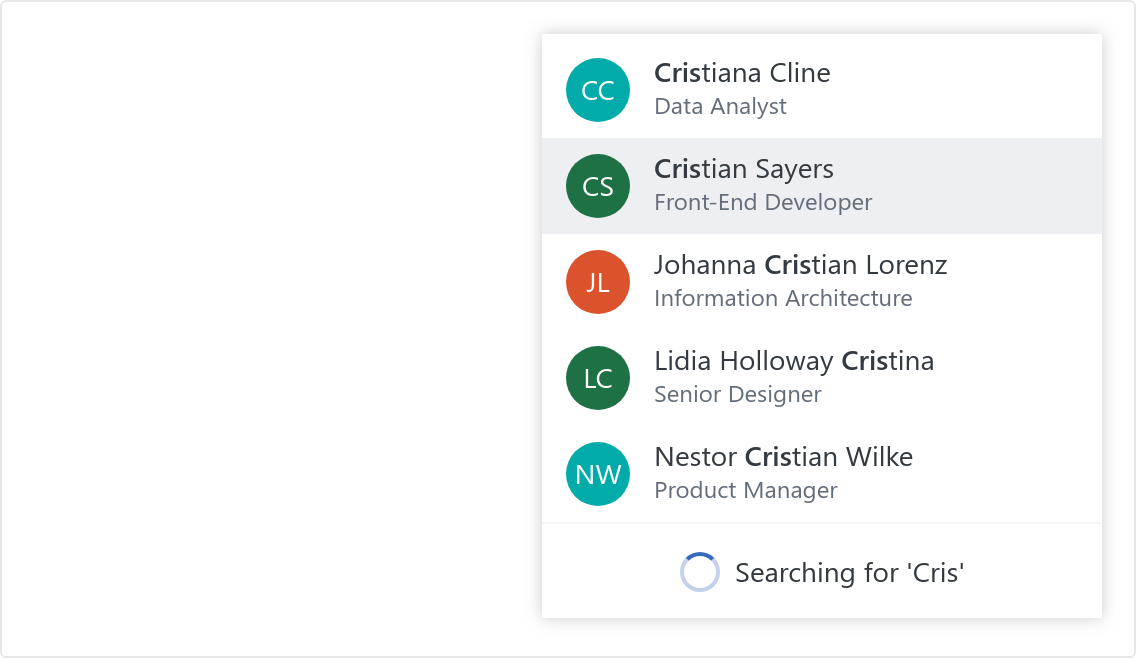 CC
Cristiana Cline
Data Analyst
CS
Cristian Sayers
Front-End Developer
JL
Johanna Cristian Lorenz
Information Architecture
LC
Lidia Holloway Cristina
Senior Designer
NW
Nestor Cristian Wilke
Product Manager
Searching for 'Cris'